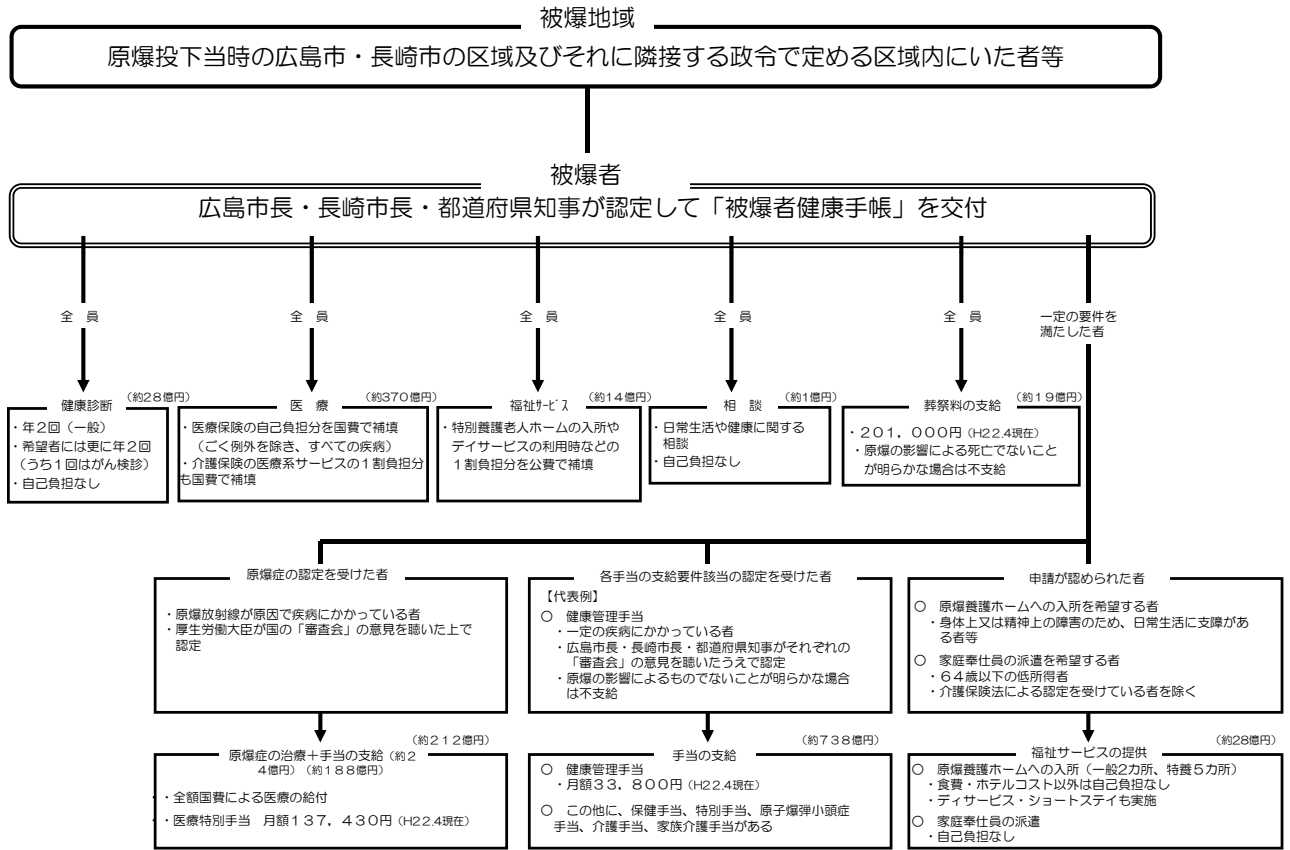 被爆地域
原爆投下当時の広島市・長崎市の区域及びそれに隣接する政令で定める区域内にいた者等
被爆者
広島市長・長崎市長・都道府県知事が認定して「被爆者健康手帳」を交付
全　員
全　員
全　員
全　員
全　員
一定の要件を
満たした者
健康診断
（約28億円）
・年2回（一般）
・希望者には更に年2回
（うち1回はがん検診）
・自己負担なし
医　療
（約370億円）
・医療保険の自己負担分を国費で補填
（ごく例外を除き、すべての疾病）
・介護保険の医療系サービスの1割負担分
も国費で補填
福祉ｻｰﾋﾞｽ
（約14億円）
・特別養護老人ホームの入所や
デイサービスの利用時などの
1割負担分を公費で補填
相　談
（約1億円）
・日常生活や健康に関する
相談
・自己負担なし
葬祭料の支給
（約19億円）
・２０１，０００円（H22.4現在）
・原爆の影響による死亡でないこと
が明らかな場合は不支給
原爆症の認定を受けた者
・原爆放射線が原因で疾病にかかっている者
・厚生労働大臣が国の「審査会」の意見を聴いた上で
認定
各手当の支給要件該当の認定を受けた者
【代表例】
○　健康管理手当
・一定の疾病にかかっている者
・広島市長・長崎市長・都道府県知事がそれぞれの
「審査会」の意見を聴いたうえで認定
・原爆の影響によるものでないことが明らかな場合
は不支給
申請が認められた者
○　原爆養護ホームへの入所を希望する者
・身体上又は精神上の障害のため、日常生活に支障があ
る者等
○　家庭奉仕員の派遣を希望する者
・６４歳以下の低所得者
・介護保険法による認定を受けている者を除く
（約２１２億円）
原爆症の治療＋手当の支給（約２
４億円）（約１８８億円）
・・全額国費による医療の給付
・・医療特別手当　月額１３７，４３０円（H22.4現在）
（約７３８億円）
手当の支給
○　健康管理手当
・月額３３，８００円（H22.4現在）
○　この他に、保健手当、特別手当、原子爆弾小頭症
手当、介護手当、家族介護手当がある
（約28億円）
福祉サービスの提供
○　原爆養護ホームへの入所（一般2カ所、特養５カ所）
・食費・ホテルコスト以外は自己負担なし
・ディサービス・ショートステイも実施
○　家庭奉仕員の派遣
・自己負担なし